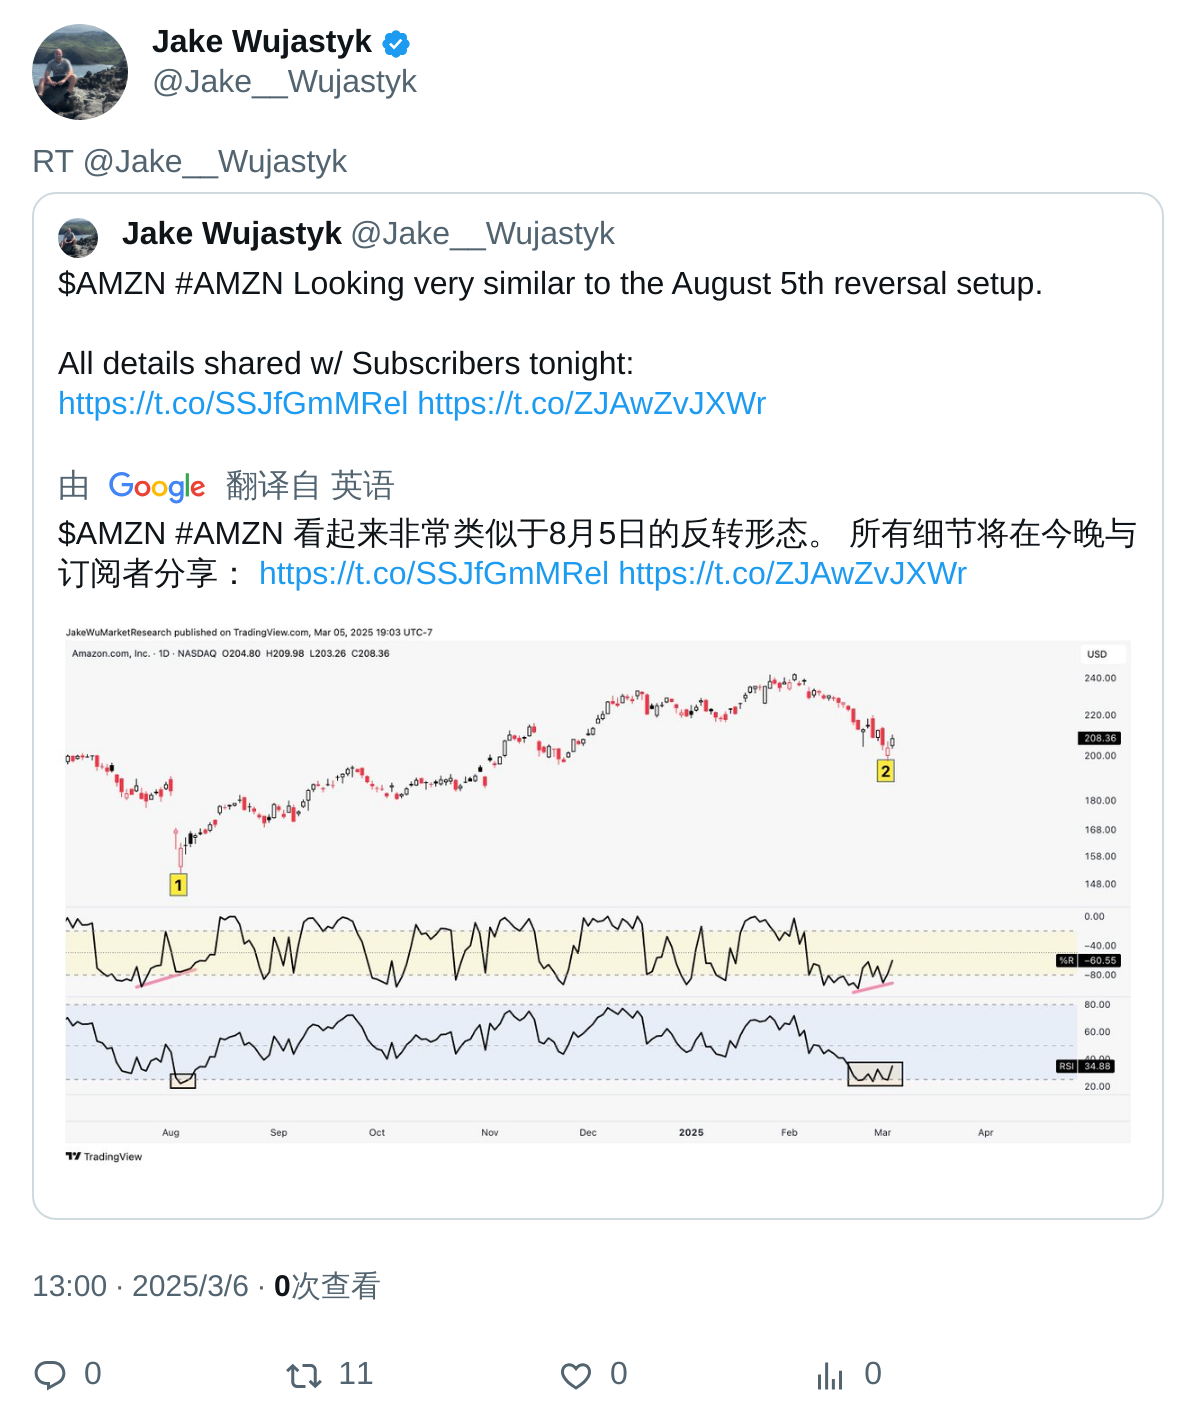 Jake Wujastyk
@Jake__Wujastyk
RT @Jake__Wujastyk
Jake Wujastyk @Jake__Wujastyk
$AMZN #AMZN Looking very similar to the August 5th reversal setup.
All details shared w/ Subscribers tonight:
https://t.co/SSJfGmMRel https://t.co/ZJAwZvJXWr
由 Google 翻译自 英语
$AMZN #AMZN 看起来非常类似于8月5日的反转形态。 所有细节将在今晚与
订阅者分享： https://t.co/SSJfGmMRel https://t.co/ZJAwZvJXWr
JakeWuMarketResearch published on TradingView.com, Mar 05, 2025 19:03 UTC-7
Amazon.com, Inc. · 1D · NASDAQ O204.80 H209.98 L203.26 C208.36
USD
240.00
220.00
208.36
200.00
2
180.00
168.00
158.00
1
148.00
0.00
−40.00
%R −60.55
−80.00
80.00
60.00
40.00
RSI 34.88
20.00
Aug Sep Oct Nov Dec 2025 Feb Mar Apr
TradingView
13:00 · 2025/3/6 · 0次查看
0 11 0 0